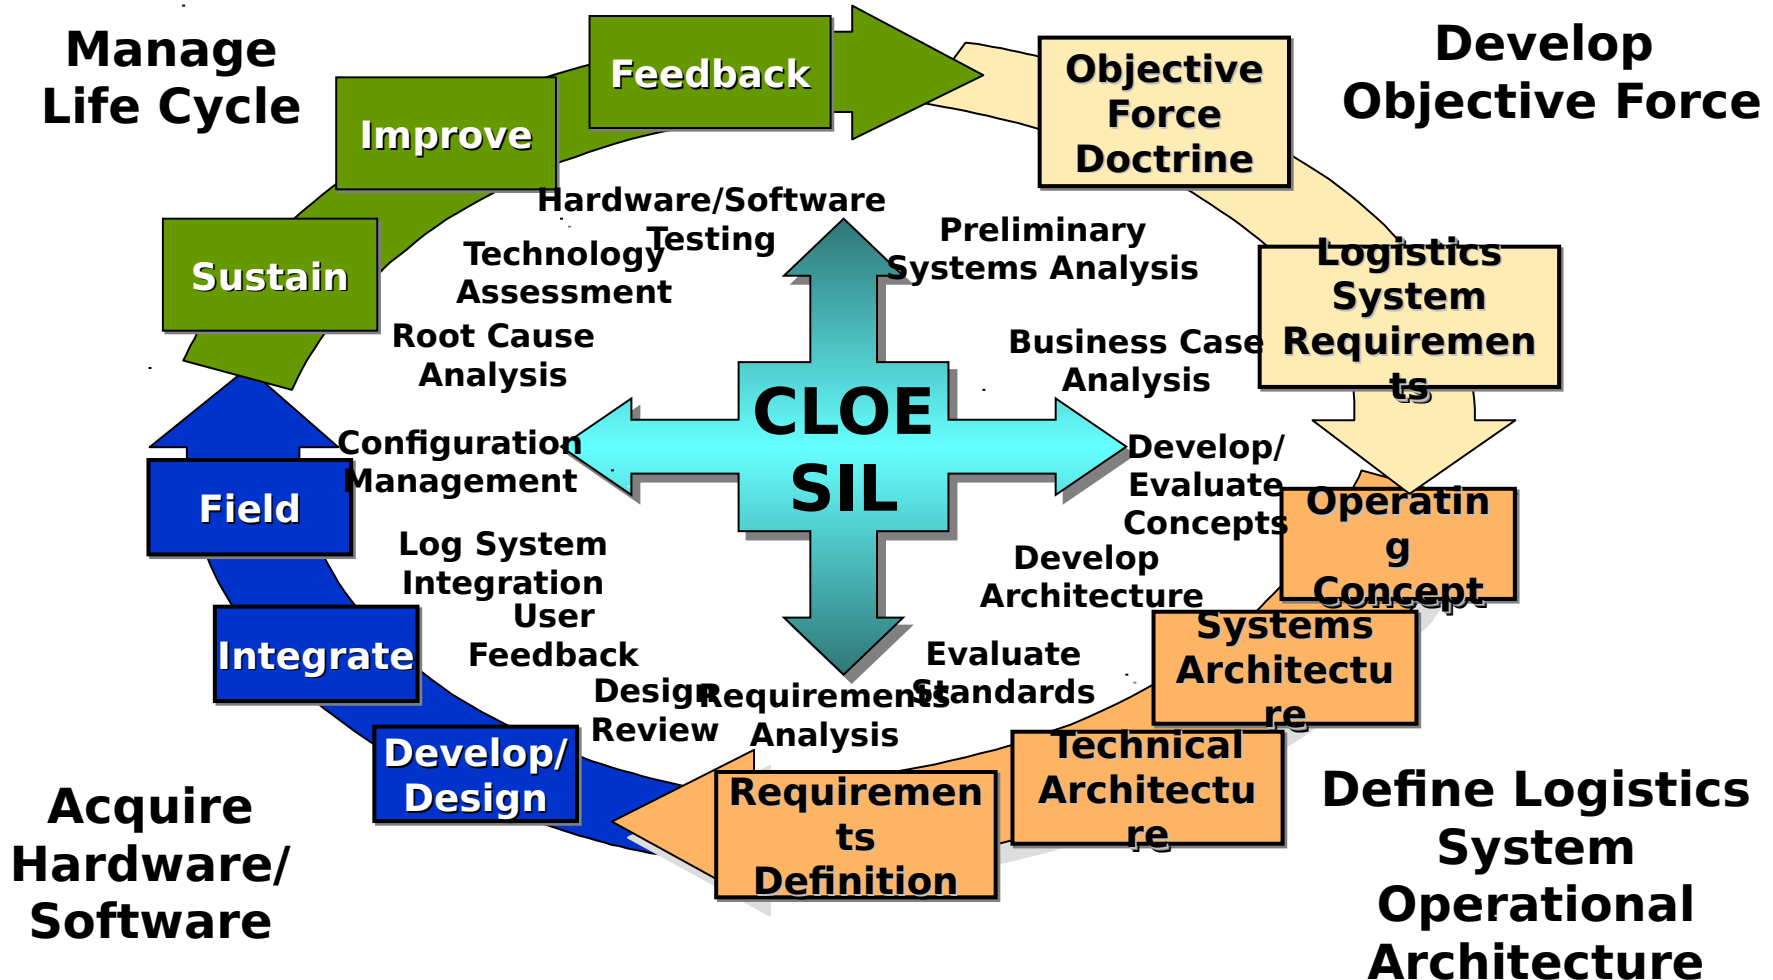 Manage
Life Cycle
Feedback
Improve
Sustain
Develop
Objective Force
Objective
Force
Doctrine
Logistics
System
Requiremen
ts
Hardware/Software
Testing
Technology
Assessment
Root Cause
Analysis
Configuration
Management
Log System
Integration
User
Feedback
Design
Review
Requirements
Analysis
Preliminary
Systems Analysis
Business Case
Analysis
Develop/
Evaluate
Concepts
Develop
Architecture
Evaluate
Standards
CLOE
SIL
Operatin
g
Concept
Systems
Architectu
re
Technical
Architectu
re
Requiremen
ts
Definition
Field
Integrate
Develop/
Design
Acquire
Hardware/
Software
Define Logistics
System
Operational
Architecture